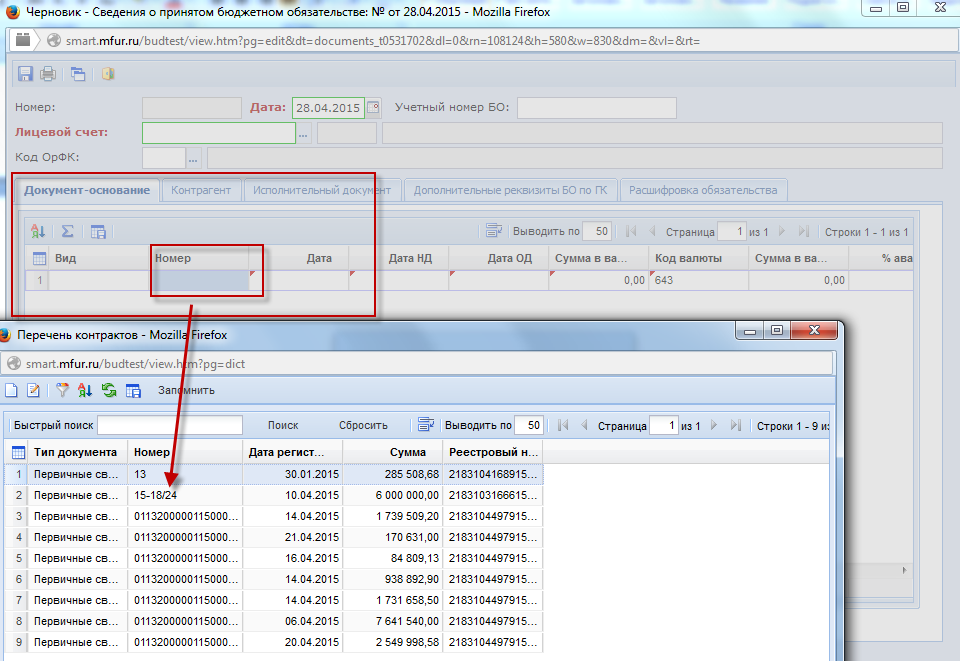 Черновик - Сведения о принятом бюджетном обязательстве: № от 28.04.2015 - Mozilla Firefox
smart.mfur.ru/budtest/view.htm?pg=edit&dt=documents_t0531702&dl=0&rn=108124&h=580&w=830&dm=&vl=&rt=
Номер: Дата: 28.04.2015 Учетный номер БО:
Лицевой счет: ...
Код ОрФК: ...
Документ-основание Контрагент Исполнительный документ Дополнительные реквизиты БО по ГК Расшифровка обязательства
Выводить по 50 Страница 1 из 1 Строки 1 - 1 из 1
Вид Номер Дата Дата НД Дата ОД Сумма в ва... Код валюты Сумма в ва... % ава
1 0,00 643 0,00
Перечень контрактов - Mozilla Firefox
smart.mfur.ru/budtest/view.htm?pg=dict
Запомнить
Быстрый поиск Поиск Сбросить Выводить по 50 Страница 1 из 1 Строки 1 - 9 из
Тип документа Номер Дата регист... Сумма Реестровый н...
1 Первичные св... 13 30.01.2015 285 508,68 2183104168915...
2 Первичные св... 15-18/24 10.04.2015 6 000 000,00 2183103166615...
3 Первичные св... 0113200000115000... 14.04.2015 1 739 509,20 2183104497915...
4 Первичные св... 0113200000115000... 21.04.2015 170 631,00 2183104497915...
5 Первичные св... 0113200000115000... 16.04.2015 84 809,13 2183104497915...
6 Первичные св... 0113200000115000... 14.04.2015 938 892,90 2183104497915...
7 Первичные св... 0113200000115000... 14.04.2015 1 731 658,50 2183104497915...
8 Первичные св... 0113200000115000... 06.04.2015 7 641 540,00 2183104497915...
9 Первичные св... 0113200000115000... 20.04.2015 2 549 998,58 2183104497915...